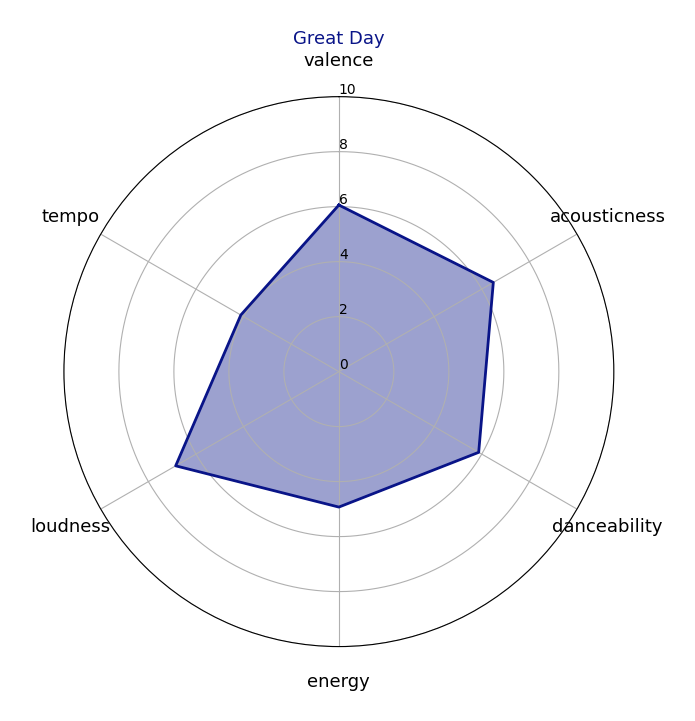 Great Day
valence
10
8
tempo
6
acousticness
4
2
0
loudness
danceability
energy